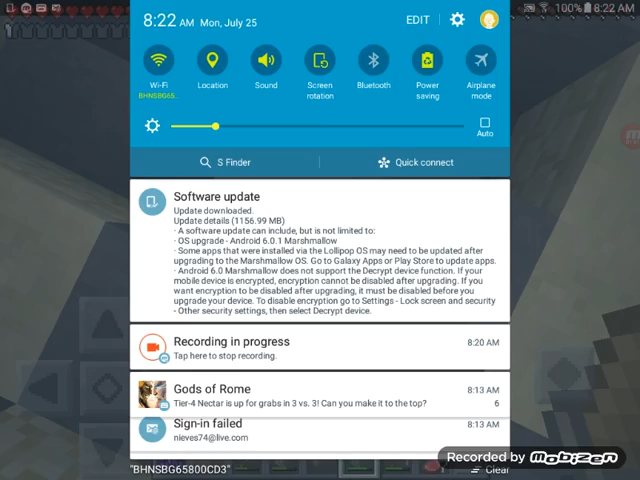 100% 8:22 AM
8:22 AM Mon, July 25
EDIT
Wi-Fi
BHNSBG65...
Location
Sound
Screen
rotation
Bluetooth
Power
saving
Airplane
mode
Auto
S Finder
Quick connect
Software update
Update downloaded.
Update details (1156.99 MB)
· A software update can include, but is not limited to:
· OS upgrade - Android 6.0.1 Marshmallow
· Some apps that were installed via the Lollipop OS may need to be updated after
upgrading to the Marshmallow OS. Go to Galaxy Apps or Play Store to update apps.
· Android 6.0 Marshmallow does not support the Decrypt device function. If your
mobile device is encrypted, encryption cannot be disabled after upgrading. If you
want encryption to be disabled after upgrading, it must be disabled before you
upgrade your device. To disable encryption go to Settings - Lock screen and security
- Other security settings, then select Decrypt device.
Recording in progress 8:20 AM
Tap here to stop recording.
Gods of Rome 8:13 AM
Tier-4 Nectar is up for grabs in 3 vs. 3! Can you make it to the top? 6
Sign-in failed 8:13 AM
nieves74@live.com
Recorded by mobizen
"BHNSBG65800CD3" Clear